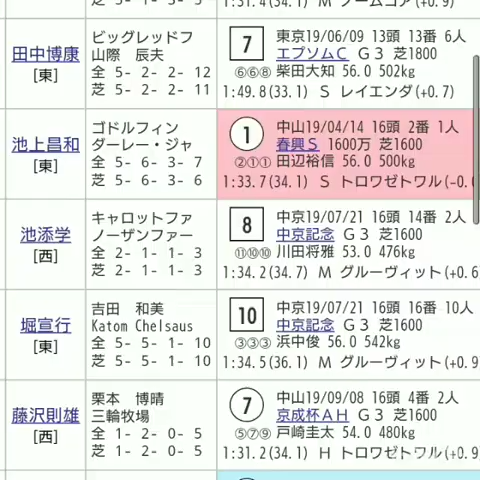 1:31.4(34.1) M ノームコア(+0.9)
田中博康
[東]
ビッグレッドフ
山際 辰夫
全 5- 2- 2- 12
芝 5- 2- 2- 11
7
東京19/06/09 13頭 13番 6人
エプソムC G3 芝1800
⑥⑥⑧ 柴田大知 56.0 502kg
1:49.8(33.1) S レイエンダ(+0.7)
池上昌和
[東]
ゴドルフィン
ダーレー・ジャ
全 5- 6- 3- 7
芝 5- 6- 3- 6
1
中山19/04/14 16頭 2番 1人
春興S 1600万 芝1600
②①① 田辺裕信 56.0 500kg
1:33.7(34.1) S トロワゼトワル(-0.
池添学
[西]
キャロットファ
ノーザンファー
全 2- 1- 1- 3
芝 2- 1- 1- 3
8
中京19/07/21 16頭 14番 2人
中京記念 G3 芝1600
⑪⑩⑩ 川田将雅 53.0 476kg
1:34.2(34.7) M グルーヴィット(+0.6
堀宣行
[東]
吉田 和美
Katom Chelsaus
全 5- 5- 1- 10
芝 5- 5- 1- 10
10
中京19/07/21 16頭 16番 10人
中京記念 G3 芝1600
③③③ 浜中俊 56.0 542kg
1:34.5(36.1) M グルーヴィット(+0.9
藤沢則雄
[西]
栗本 博晴
三輪牧場
全 1- 2- 0- 5
芝 1- 2- 0- 5
7
中山19/09/08 16頭 4番 2人
京成杯AH G3 芝1600
⑤⑦⑨ 戸崎圭太 54.0 480kg
1:31.2(34.1) H トロワゼトワル(+0.9